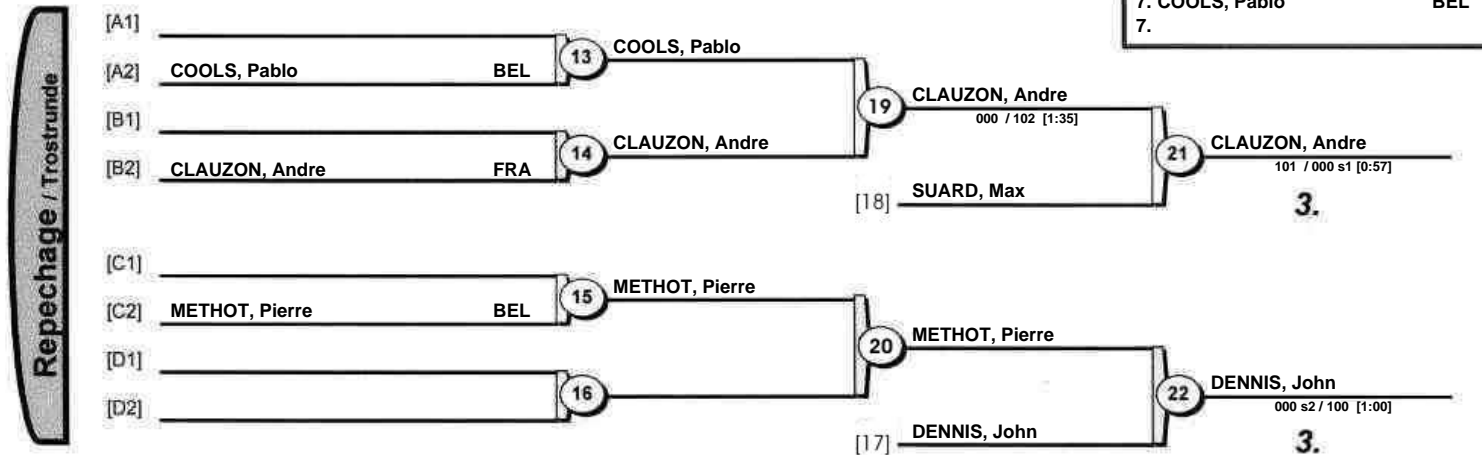 7. COOLS, Pablo BEL
7.
Repechage / Trostrunde
[A1]
[A2] COOLS, Pablo BEL
13 COOLS, Pablo
[B1]
[B2] CLAUZON, Andre FRA
14 CLAUZON, Andre
19 CLAUZON, Andre
000 / 102 [1:35]
[18] SUARD, Max
21 CLAUZON, Andre
101 / 000 s1 [0:57]
3.
[C1]
[C2] METHOT, Pierre BEL
15 METHOT, Pierre
[D1]
[D2]
16
20 METHOT, Pierre
[17] DENNIS, John
22 DENNIS, John
000 s2 / 100 [1:00]
3.